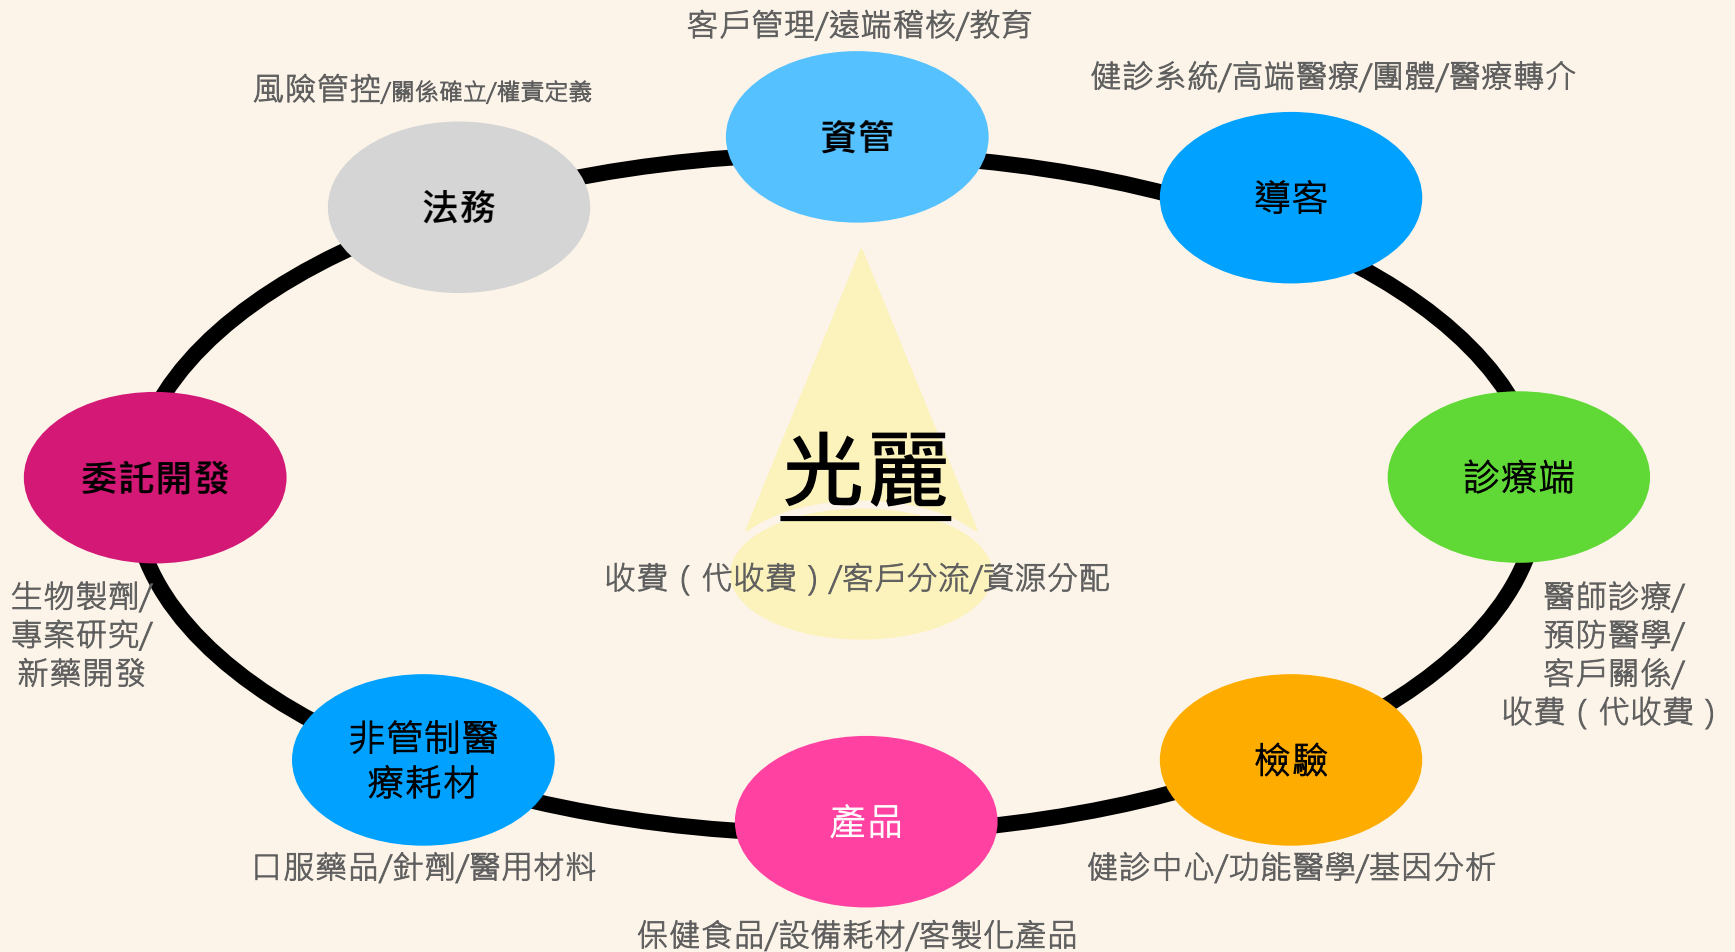 客戶管理/遠端稽核/教育
資管
風險管控/關係確立/權責定義
法務
健診系統/高端醫療/團體/醫療轉介
導客
委託開發
生物製劑/
專案研究/
新藥開發
光麗
收費（代收費）/客戶分流/資源分配
診療端
醫師診療/
預防醫學/
客戶關係/
收費（代收費）
非管制醫
療耗材
口服藥品/針劑/醫用材料
產品
保健食品/設備耗材/客製化產品
檢驗
健診中心/功能醫學/基因分析